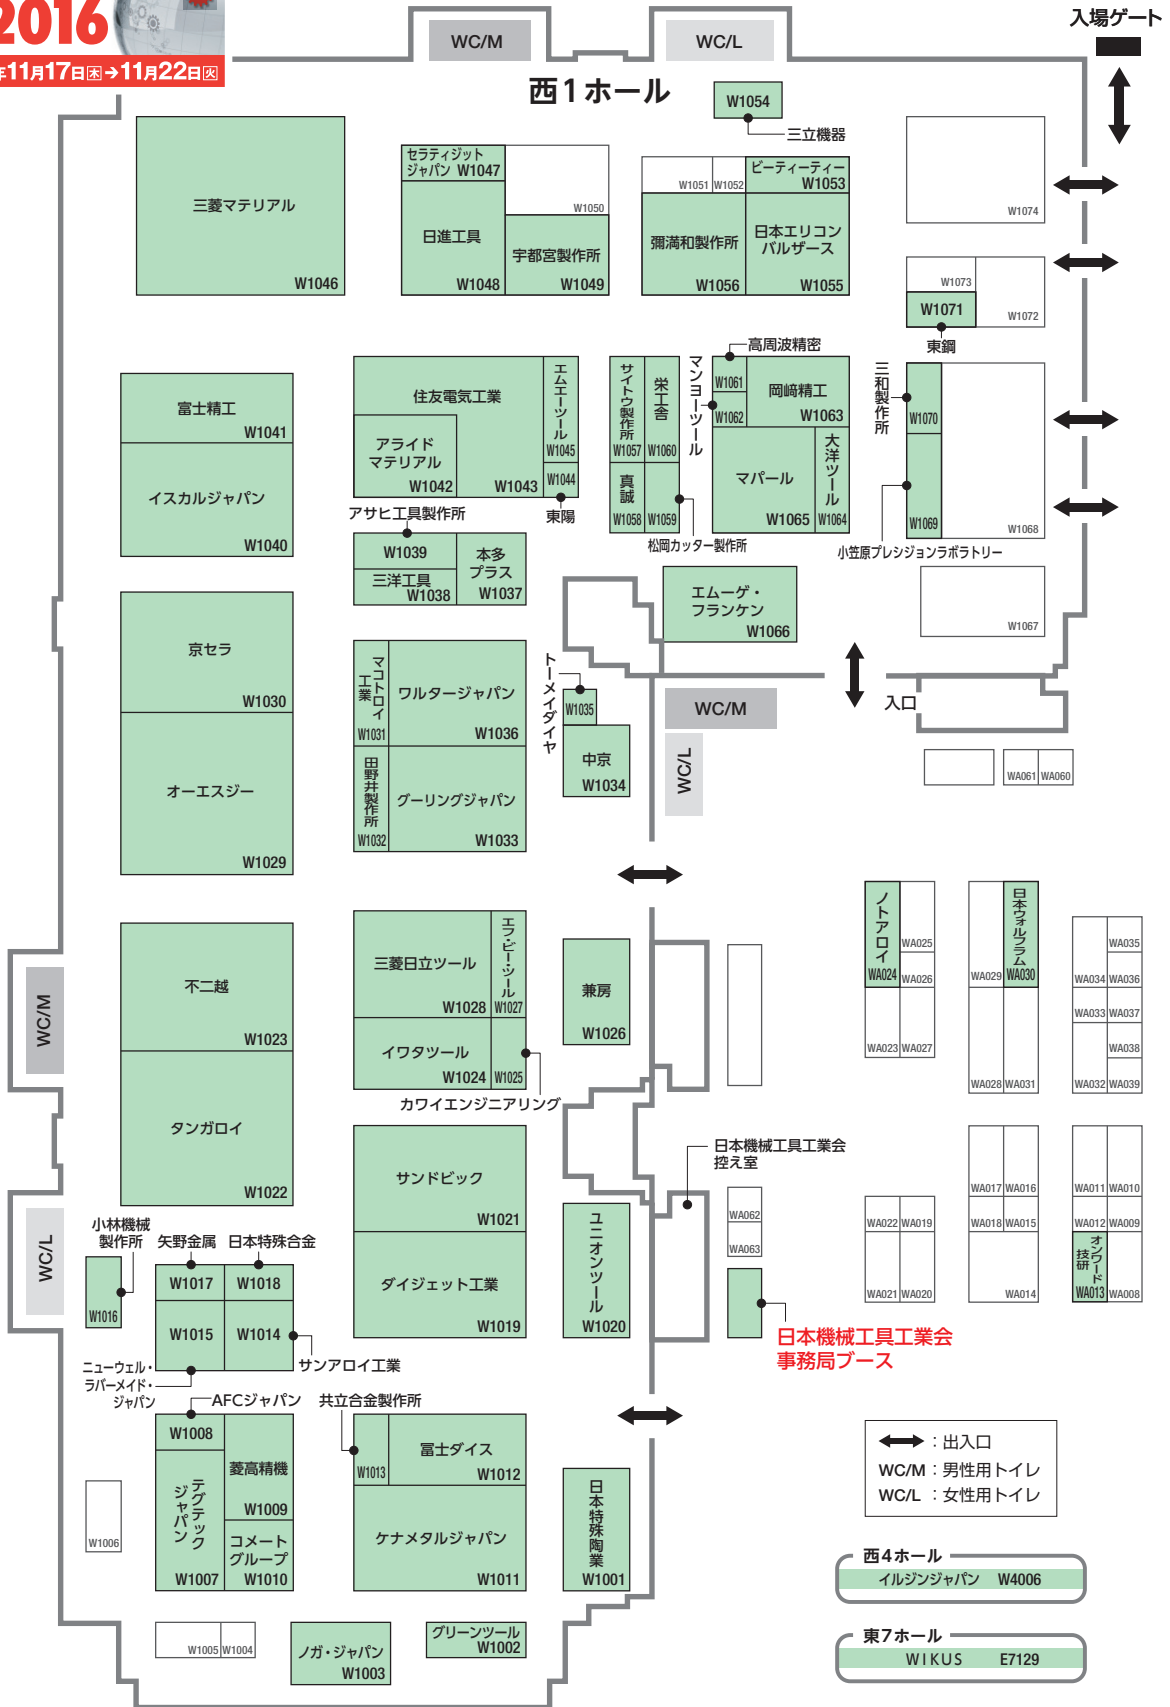 2016
年11月17日木→11月22日火
入場ゲート
WC/M
WC/L
西1ホール
W1054
三立機器
三菱マテリアル
W1046
セラティジット
ジャパン W1047
W1050
日進工具
W1048
宇都宮製作所
W1049
W1051
W1052
ビーティーティー
W1053
彌満和製作所
W1056
日本エリコン
バルザース
W1055
W1074
W1073
W1071
W1072
東鋼
富士精工
W1041
イスカルジャパン
W1040
住友電気工業
W1043
アライド
マテリアル
W1042
エムエーツール
W1045
W1044
東陽
サイトウ製作所
W1057
栄工舎
W1060
真誠
W1058
W1059
松岡カッター製作所
マンヨーツール
高周波精密
W1061
W1062
岡﨑精工
W1063
マパール
W1065
大洋ツール
W1064
三和製作所
W1070
W1069
W1068
小笠原プレシジョンラボラトリー
アサヒ工具製作所
W1039
三洋工具
W1038
本多
プラス
W1037
エムーゲ・
フランケン
W1066
W1067
京セラ
W1030
オーエスジー
W1029
マコトロイ
工業
W1031
ワルタージャパン
W1036
田野井製作所
W1032
グーリングジャパン
W1033
トーメイダイヤ
W1035
中京
W1034
WC/M
WC/L
入口
WA061
WA060
不二越
W1023
タンガロイ
W1022
WC/M
三菱日立ツール
W1028
エフ・ビー・ツール
W1027
イワタツール
W1024
W1025
カワイエンジニアリング
兼房
W1026
ノトアロイ
WA024
WA025
WA026
WA023
WA027
日本ウォルフラム
WA030
WA029
WA028
WA031
WA035
WA034
WA036
WA033
WA037
WA038
WA032
WA039
サンドビック
W1021
ダイジェット工業
W1019
ユニオンツール
W1020
日本機械工具工業会
控え室
WA062
WA063
日本機械工具工業会
事務局ブース
WA022
WA019
WA021
WA020
WA017
WA016
WA018
WA015
WA014
WA011
WA010
WA012
WA009
オンワード
技研
WA013
WA008
WC/L
小林機械
製作所
W1016
矢野金属
日本特殊合金
W1017
W1018
W1015
W1014
サンアロイ工業
ニューウェル・
ラバーメイド・
ジャパン
AFCジャパン
W1008
菱高精機
W1009
テグテック
ジャパン
W1007
コメート
グループ
W1010
共立合金製作所
W1013
冨士ダイス
W1012
ケナメタルジャパン
W1011
日本特殊陶業
W1001
W1006
W1005
W1004
ノガ・ジャパン
W1003
グリーンツール
W1002
：出入口
WC/M：男性用トイレ
WC/L：女性用トイレ
西4ホール
イルジンジャパン W4006
東7ホール
WIKUS E7129